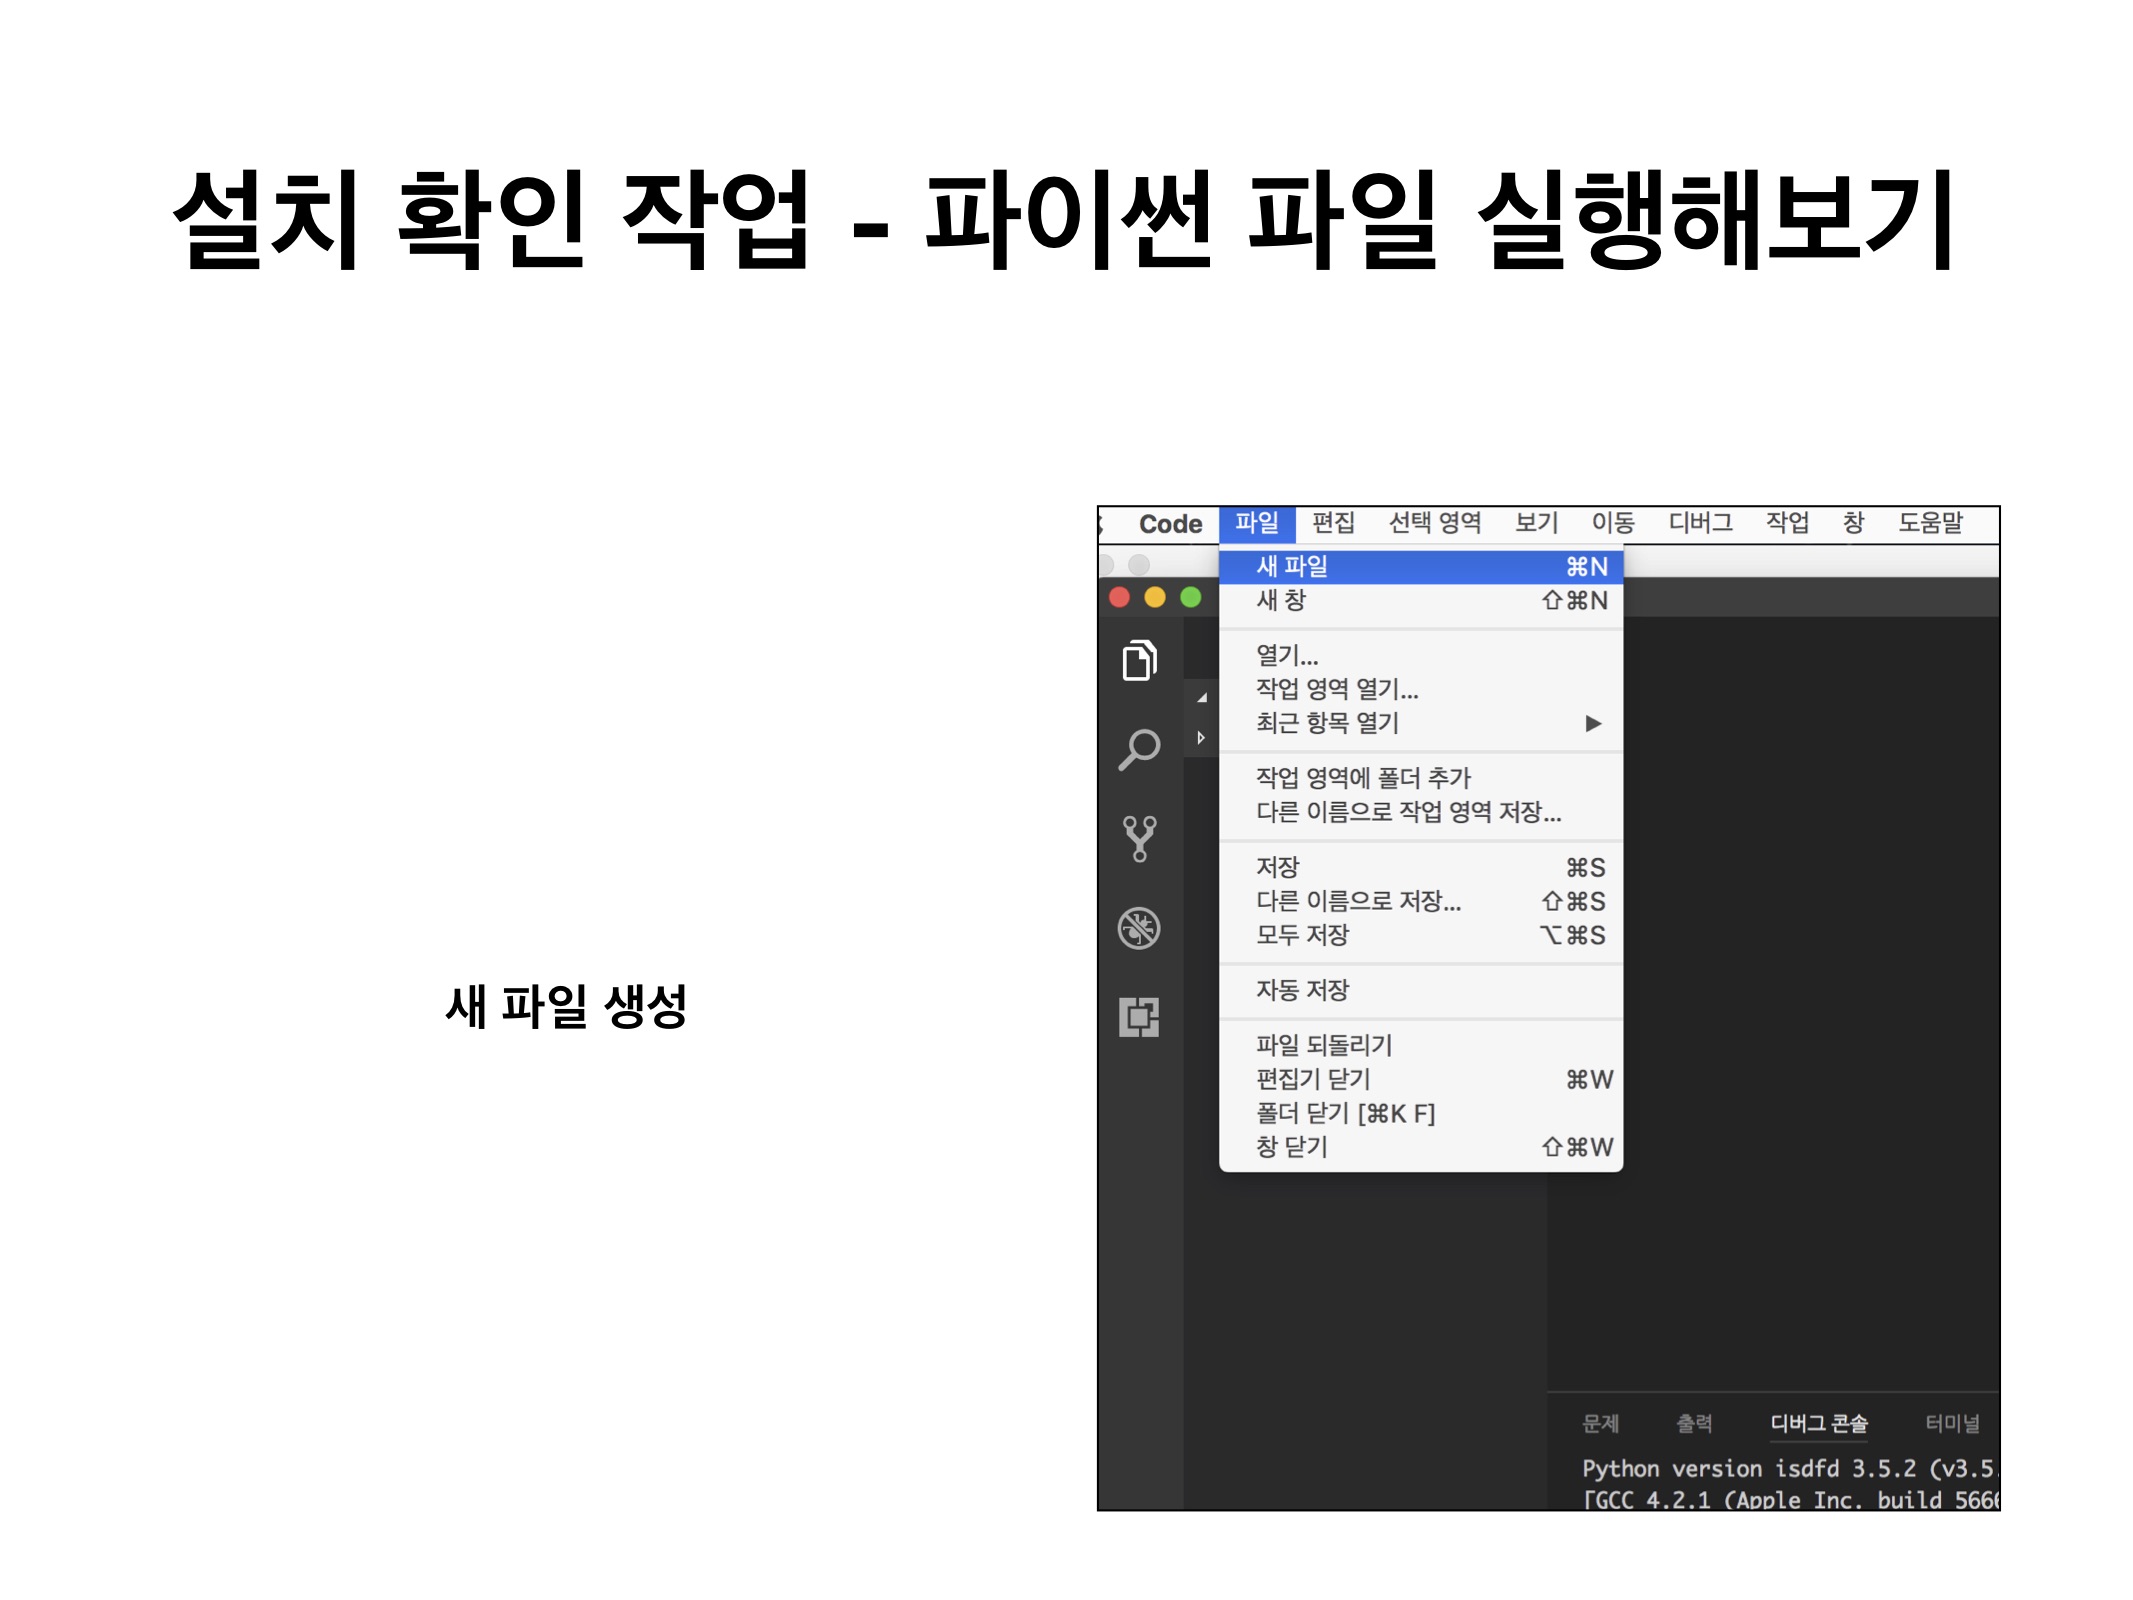 설치 확인 작업 - 파이썬 파일 실행해보기
새 파일 생성
Code 파일 편집 선택 영역 보기 이동 디버그 작업 창 도움말
새 파일 ⌘N
새 창 ⇧⌘N
열기...
작업 영역 열기...
최근 항목 열기 ▶
작업 영역에 폴더 추가
다른 이름으로 작업 영역 저장...
저장 ⌘S
다른 이름으로 저장... ⇧⌘S
모두 저장 ⌥⌘S
자동 저장
파일 되돌리기
편집기 닫기 ⌘W
폴더 닫기 [⌘K F]
창 닫기 ⇧⌘W
문제 출력 디버그 콘솔 터미널
Python version isdfd 3.5.2 (v3.5.
[GCC 4.2.1 (Apple Inc. build 566